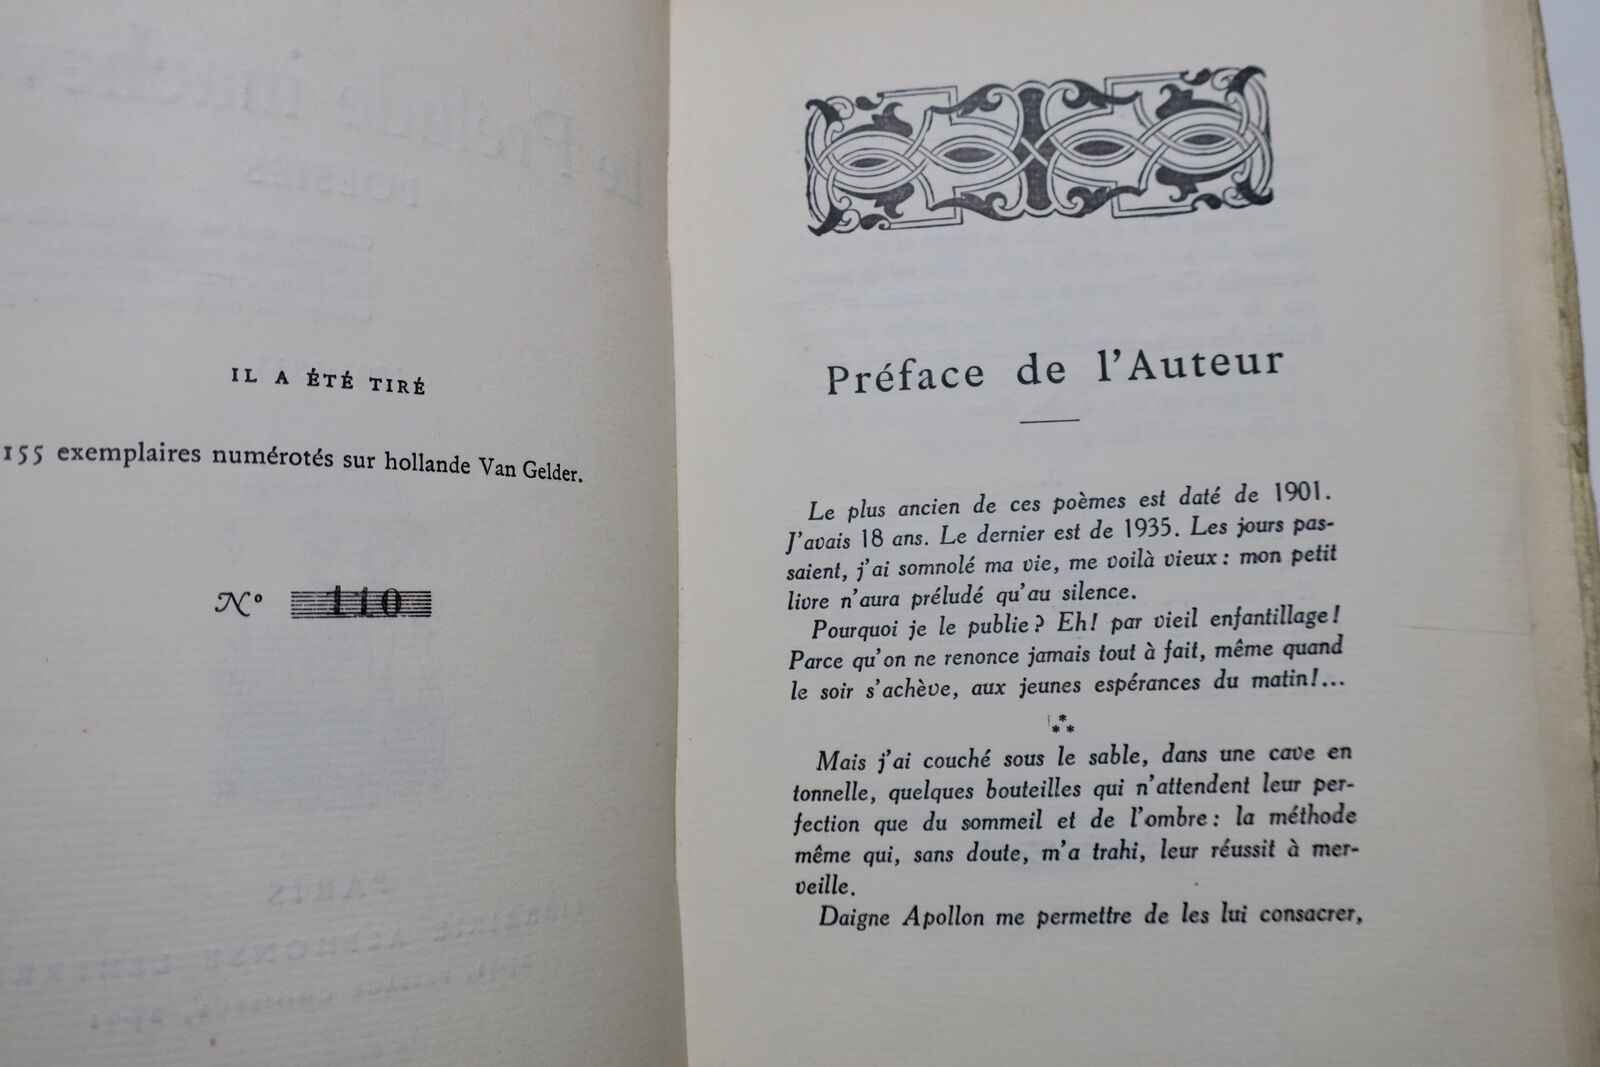 IL A ÉTÉ TIRÉ
155 exemplaires numérotés sur hollande Van Gelder.
N° 110
Préface de l'Auteur
Le plus ancien de ces poèmes est daté de 1901.
J'avais 18 ans. Le dernier est de 1935. Les jours pas-
saient, j'ai somnolé ma vie, me voilà vieux : mon petit
livre n'aura préludé qu'au silence.
Pourquoi je le publie ? Eh! par vieil enfantillage!
Parce qu'on ne renonce jamais tout à fait, même quand
le soir s'achève, aux jeunes espérances du matin!...
***
Mais j'ai couché sous le sable, dans une cave en
tonnelle, quelques bouteilles qui n'attendent leur per-
fection que du sommeil et de l'ombre : la méthode
même qui, sans doute, m'a trahi, leur réussit à mer-
veille.
Daigne Apollon me permettre de les lui consacrer,